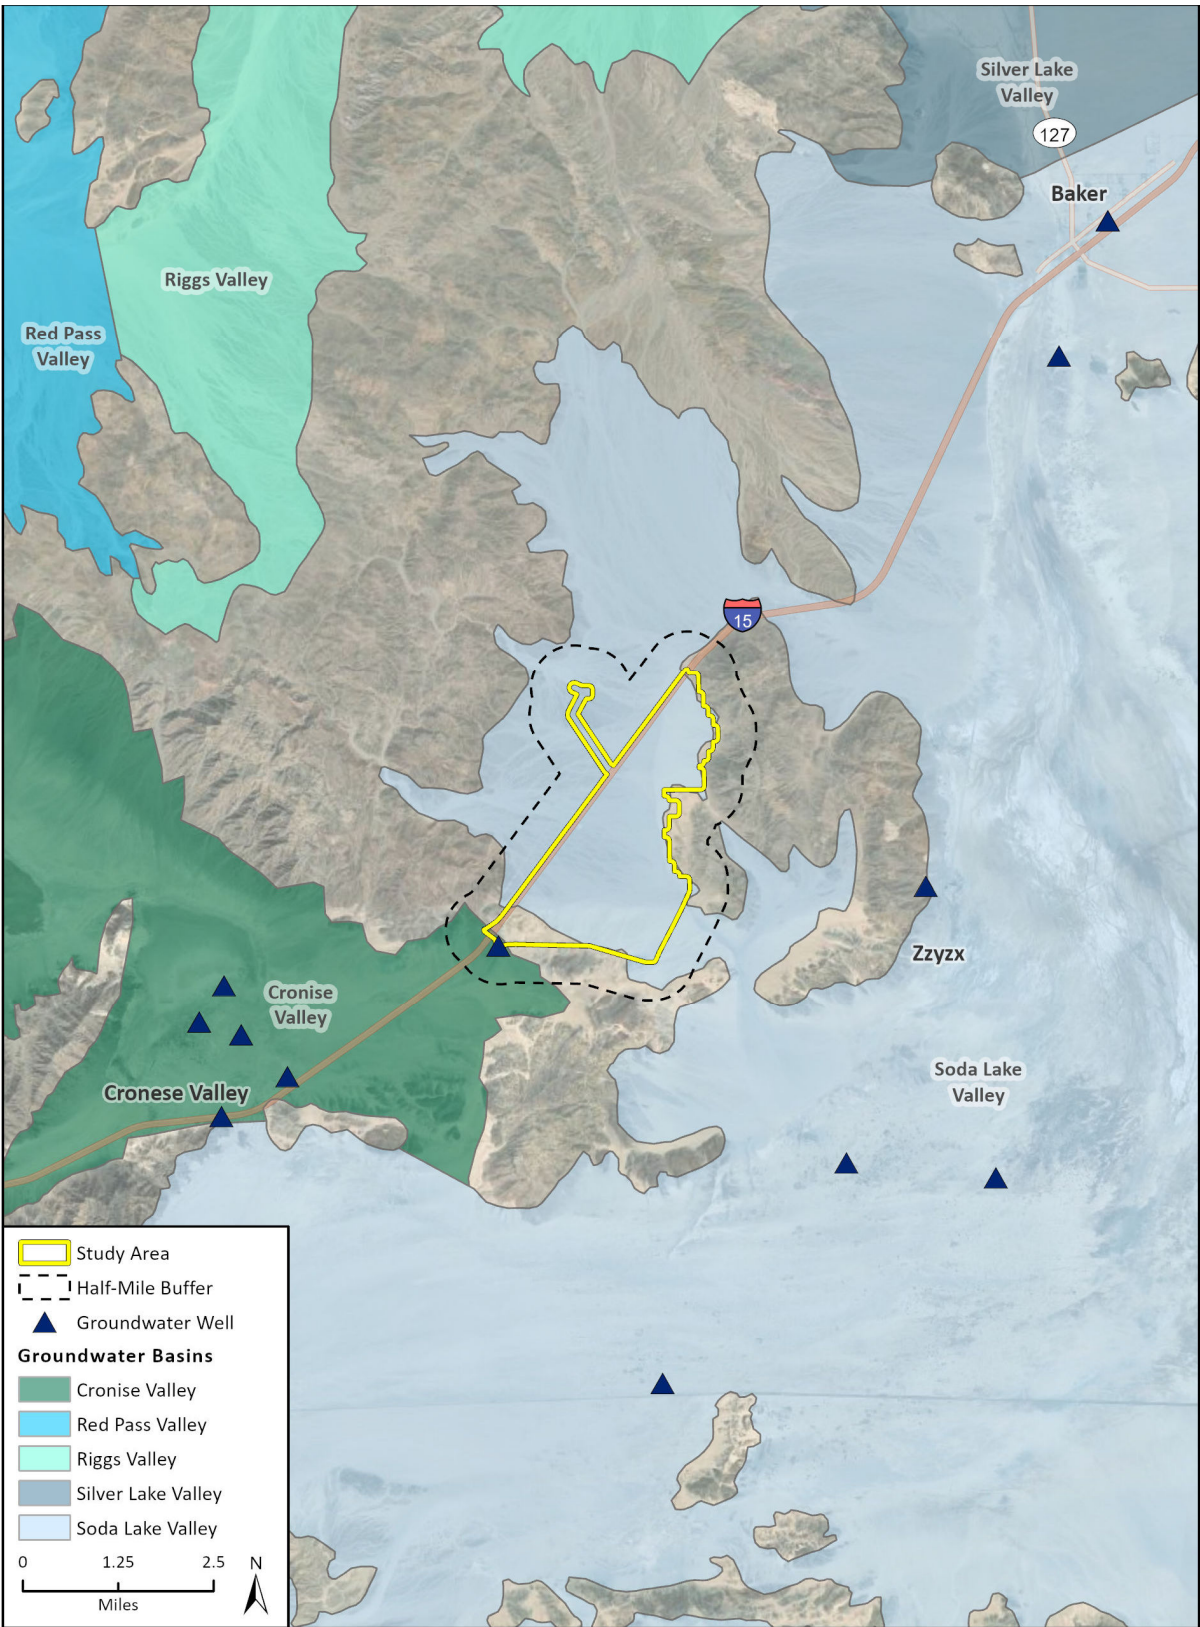 Silver Lake
Valley
127
Baker
Riggs Valley
Red Pass
Valley
15
Zzyzx
Cronise
Valley
Cronese Valley
Soda Lake
Valley
Study Area
Half-Mile Buffer
Groundwater Well
Groundwater Basins
Cronise Valley
Red Pass Valley
Riggs Valley
Silver Lake Valley
Soda Lake Valley
0 1.25 2.5
Miles
N